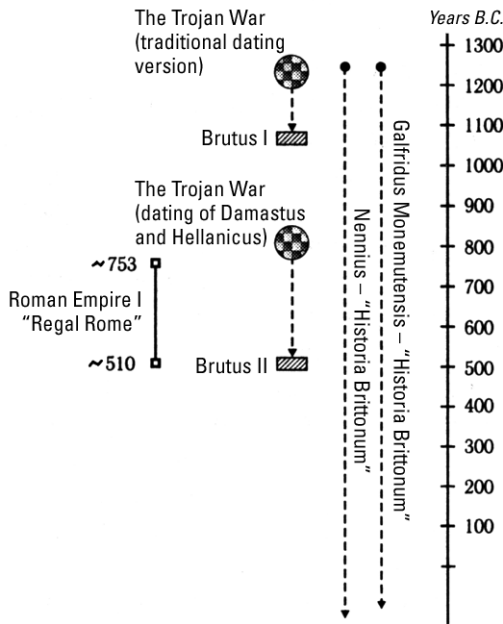 The Trojan War
(traditional dating
version)
Brutus I
The Trojan War
(dating of Damastus
and Hellanicus)
~753
Roman Empire I
“Regal Rome”
~510
Brutus II
Nennius – “Historia Brittonum”
Galfridus Monemutensis – “Historia Brittonum”
Years B.C.
1300
1200
1100
1000
900
800
700
600
500
400
300
200
100